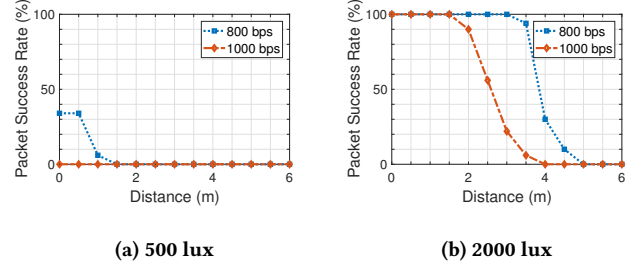 Packet Success Rate (%)
100
50
0
0
2
4
6
Distance (m)
800 bps
1000 bps
(a) 500 lux
Packet Success Rate (%)
100
50
0
0
2
4
6
Distance (m)
800 bps
1000 bps
(b) 2000 lux